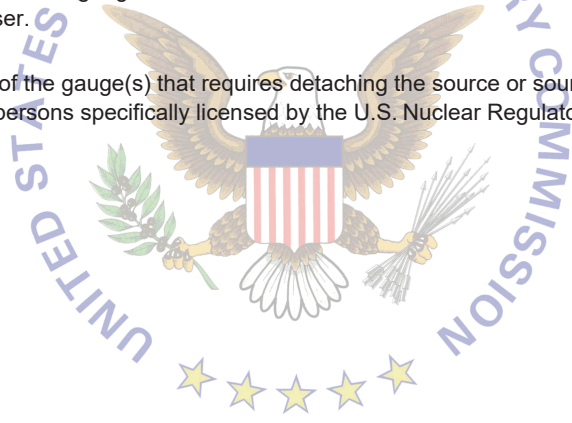 ser.
of the gauge(s) that requires detaching the source or sour
persons specifically licensed by the U.S. Nuclear Regulato
UNITED STATES
RY COMMISSION